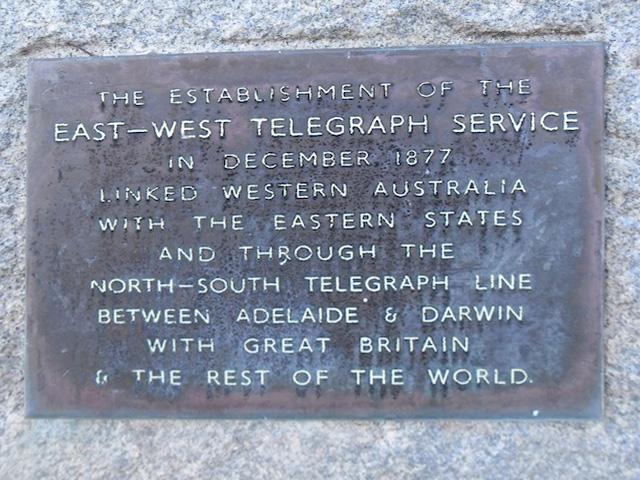 THE ESTABLISHMENT OF THE
EAST-WEST TELEGRAPH SERVICE
IN DECEMBER 1877
LINKED WESTERN AUSTRALIA
WITH THE EASTERN STATES
AND THROUGH THE
NORTH-SOUTH TELEGRAPH LINE
BETWEEN ADELAIDE & DARWIN
WITH GREAT BRITAIN
& THE REST OF THE WORLD.